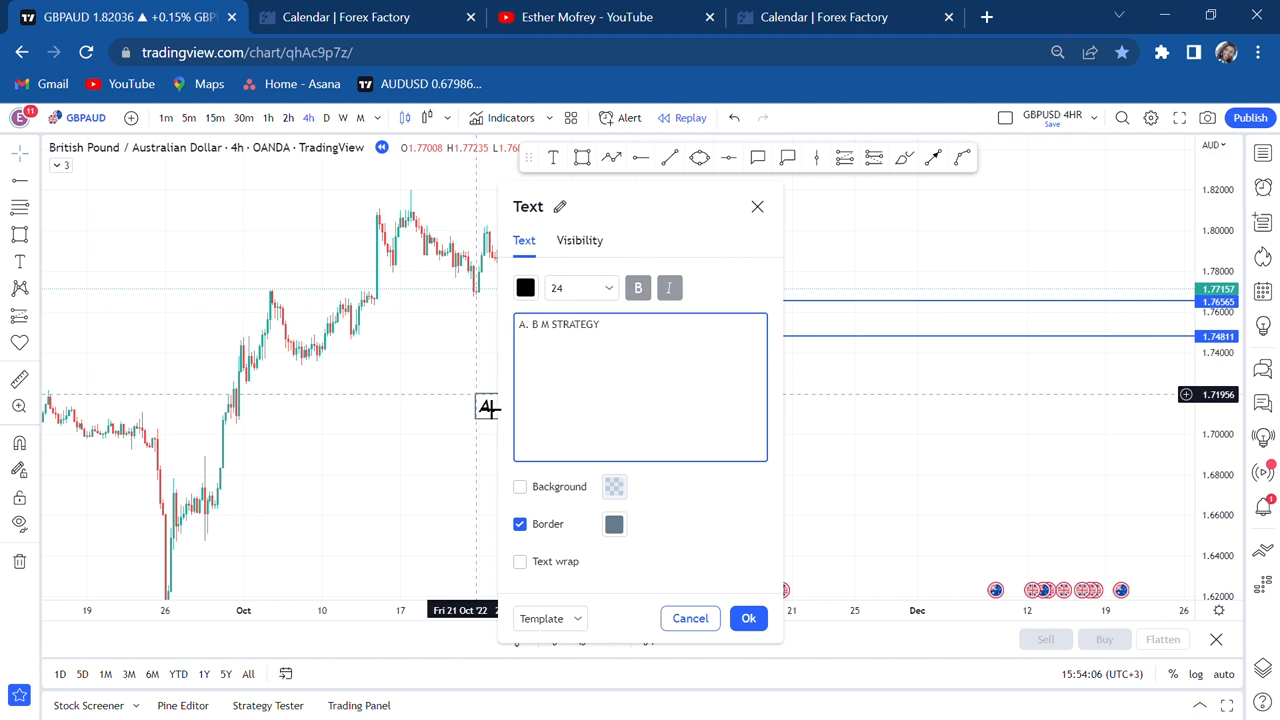 GBPAUD 1.82036 ▲ +0.15% GBPU
Calendar | Forex Factory
Esther Mofrey - YouTube
Calendar | Forex Factory
tradingview.com/chart/qhAc9p7z/
Gmail
YouTube
Maps
Home - Asana
AUDUSD 0.67986...
E 11
GBPAUD
1m 5m 15m 30m 1h 2h 4h D W M
Indicators
Alert
Replay
GBPUSD 4HR
Save
Publish
British Pound / Australian Dollar · 4h · OANDA · TradingView
O1.77008 H1.77235
AUD
3
Text
Text Visibility
24 B I
A. B M STRATEGY
Background
Border
Text wrap
Template
Cancel
Ok
1.82000
1.80000
1.78000
1.77157
1.76565
1.76000
1.74811
1.74000
1.71956
1.70000
1.68000
1.66000
1.64000
1.62000
19 26 Oct 10 17 Fri 21 Oct '22 21 25 Dec 12 19 26
Sell
Buy
Flatten
1D 5D 1M 3M 6M YTD 1Y 5Y All
15:54:06 (UTC+3)
% log auto
Stock Screener
Pine Editor
Strategy Tester
Trading Panel